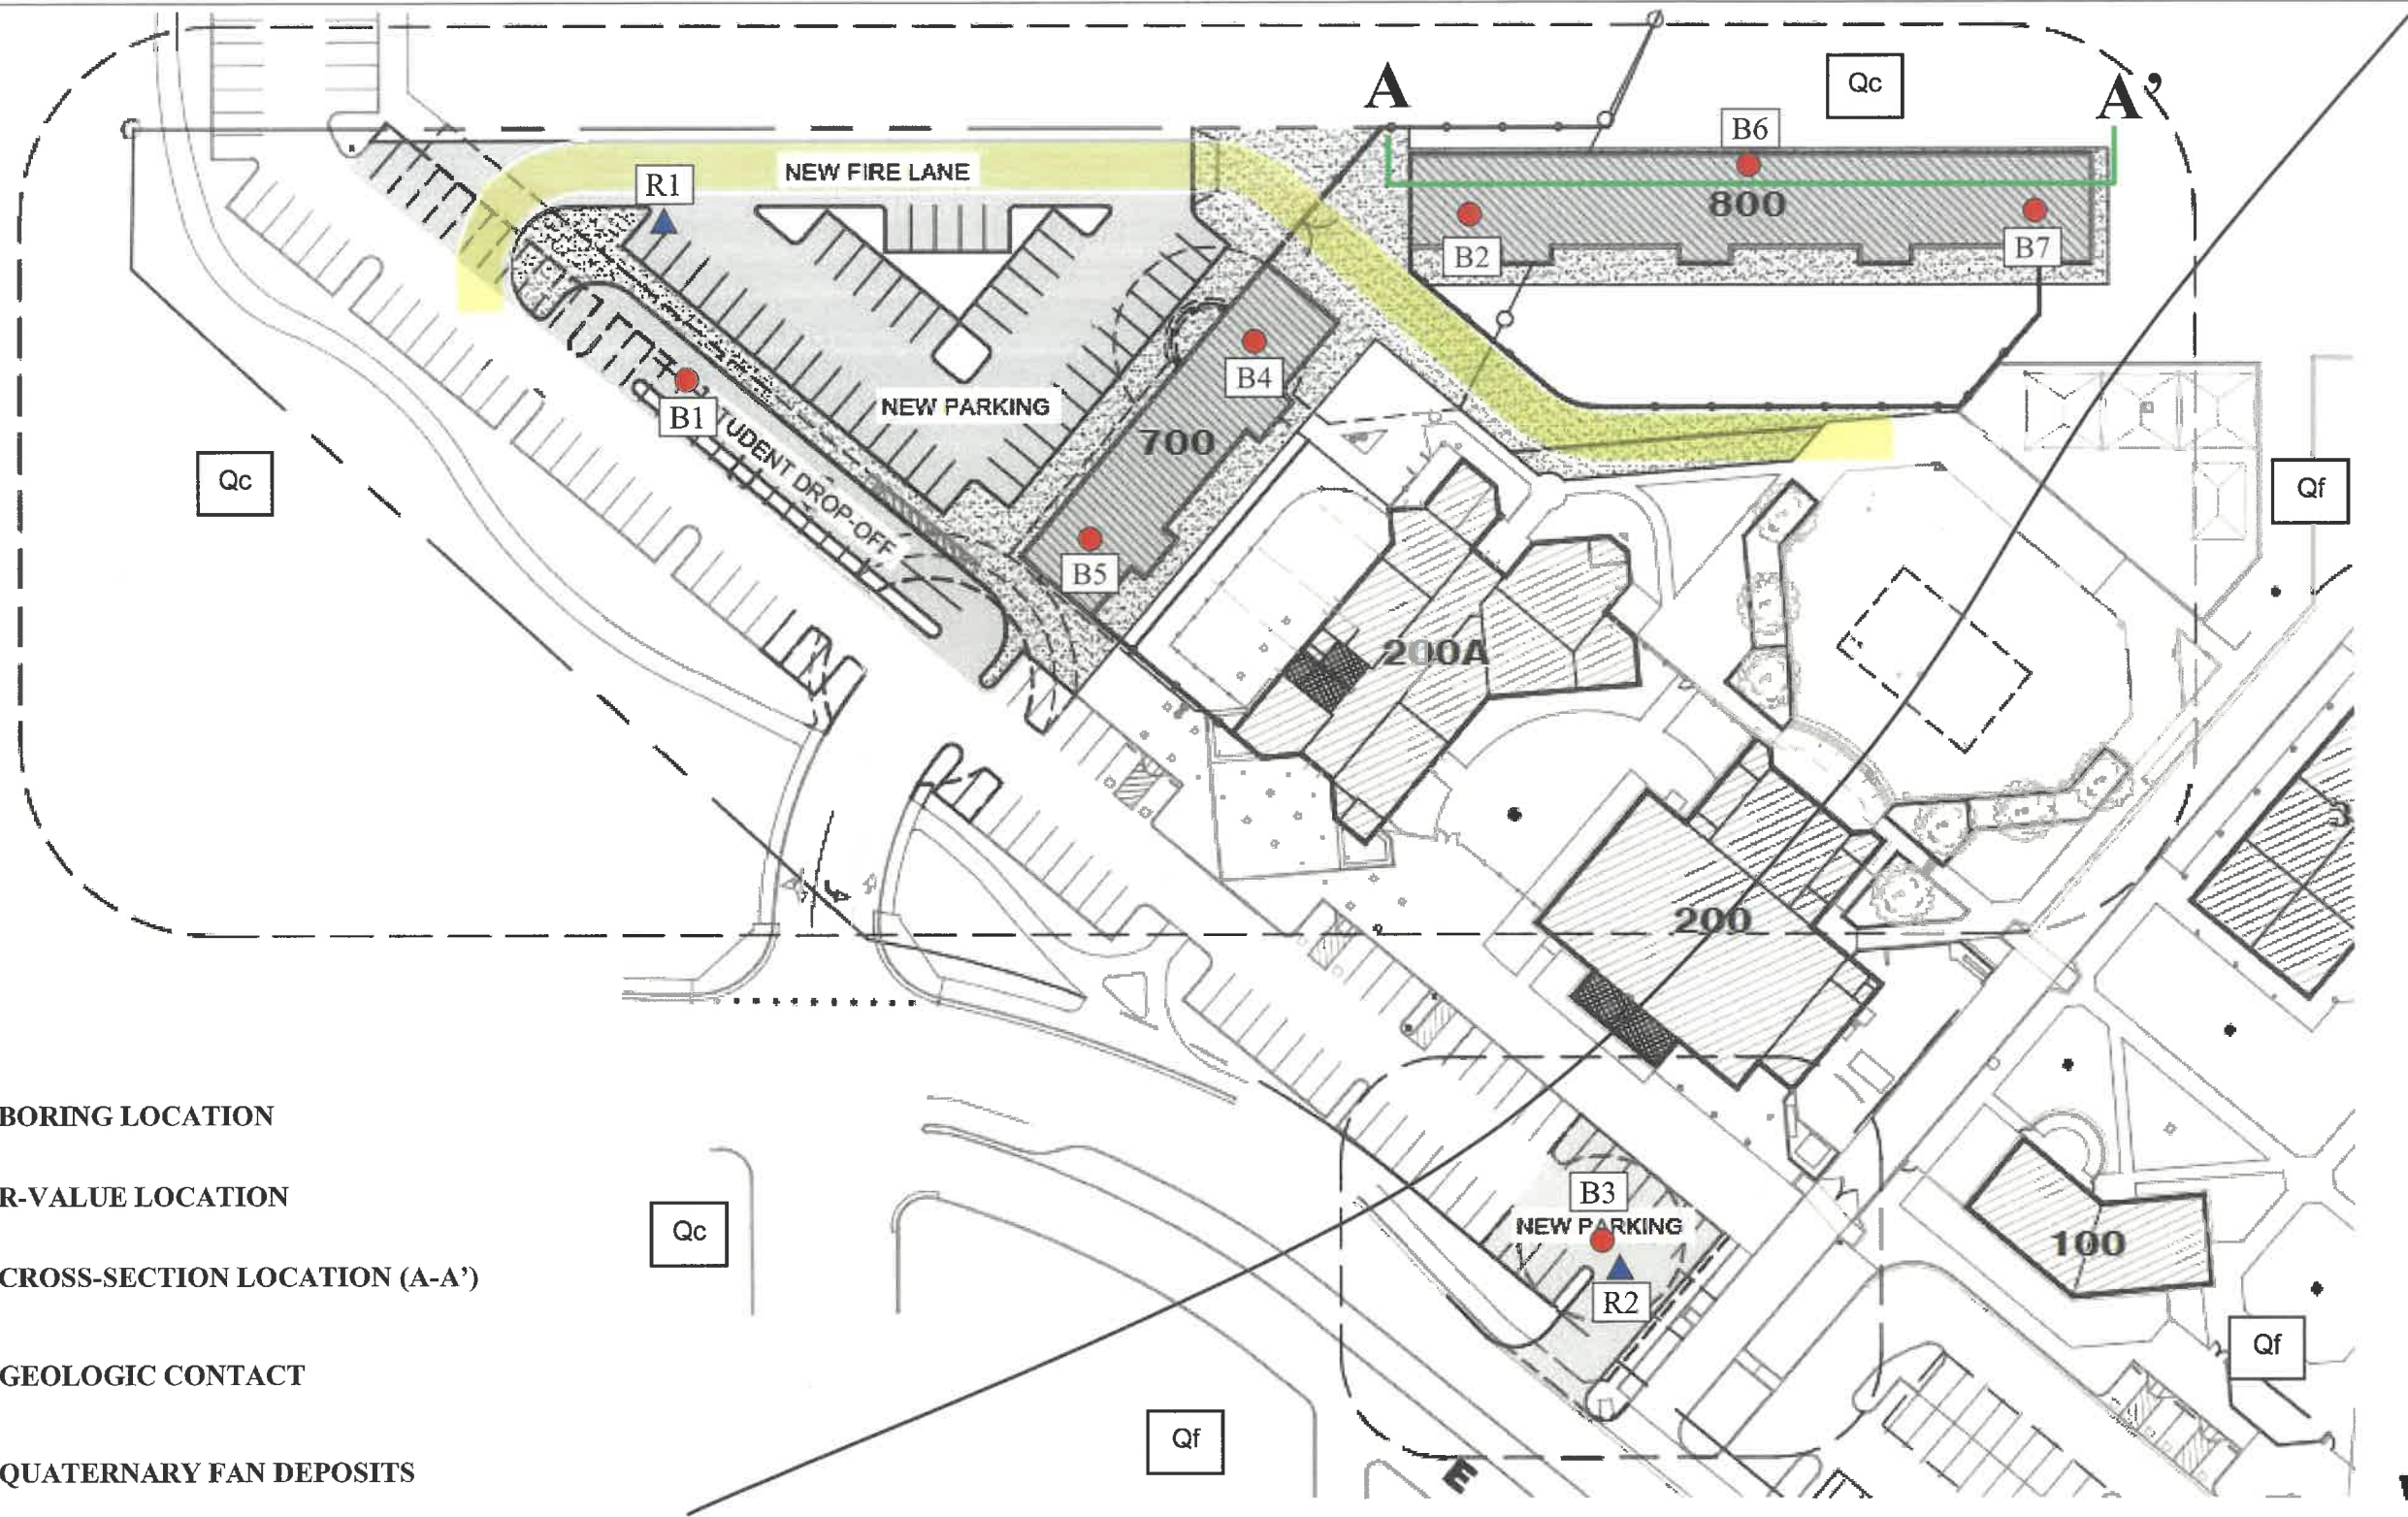 A
A’
Qc
B6
NEW FIRE LANE
R1
800
B2
B7
B4
NEW PARKING
B1
STUDENT DROP-OFF
700
Qc
Qf
B5
200A
200
BORING LOCATION
R-VALUE LOCATION
B3
NEW PARKING
Qc
100
CROSS-SECTION LOCATION (A-A’)
R2
Qf
GEOLOGIC CONTACT
Qf
E
QUATERNARY FAN DEPOSITS